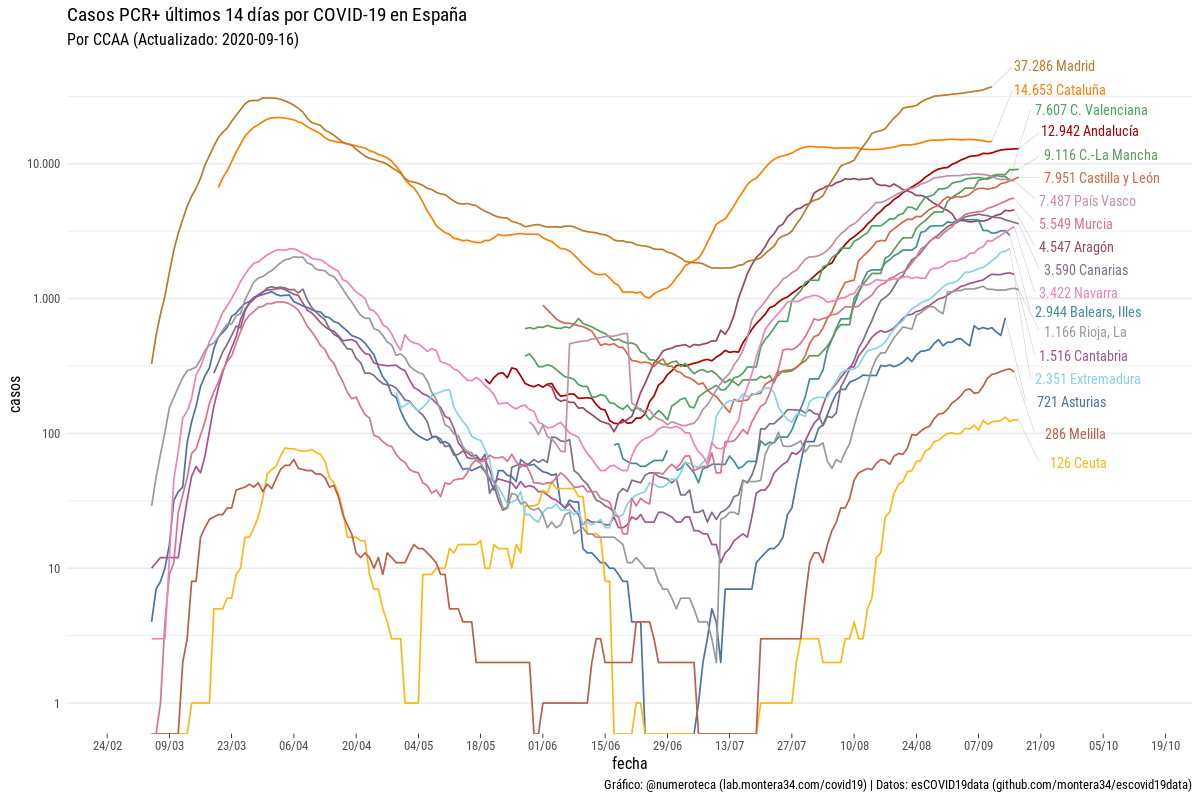 Casos PCR+ últimos 14 días por COVID-19 en España
Por CCAA (Actualizado: 2020-09-16)
37.286 Madrid
14.653 Cataluña
7.607 C. Valenciana
12.942 Andalucía
9.116 C.-La Mancha
7.951 Castilla y León
7.487 País Vasco
5.549 Murcia
4.547 Aragón
3.590 Canarias
3.422 Navarra
2.944 Balears, Illes
1.166 Rioja, La
1.516 Cantabria
2.351 Extremadura
721 Asturias
286 Melilla
126 Ceuta
casos
10.000
1.000
100
10
1
24/02 09/03 23/03 06/04 20/04 04/05 18/05 01/06 15/06 29/06 13/07 27/07 10/08 24/08 07/09 21/09 05/10 19/10
fecha
Gráfico: @numeroteca (lab.montera34.com/covid19) | Datos: esCOVID19data (github.com/montera34/escovid19data)